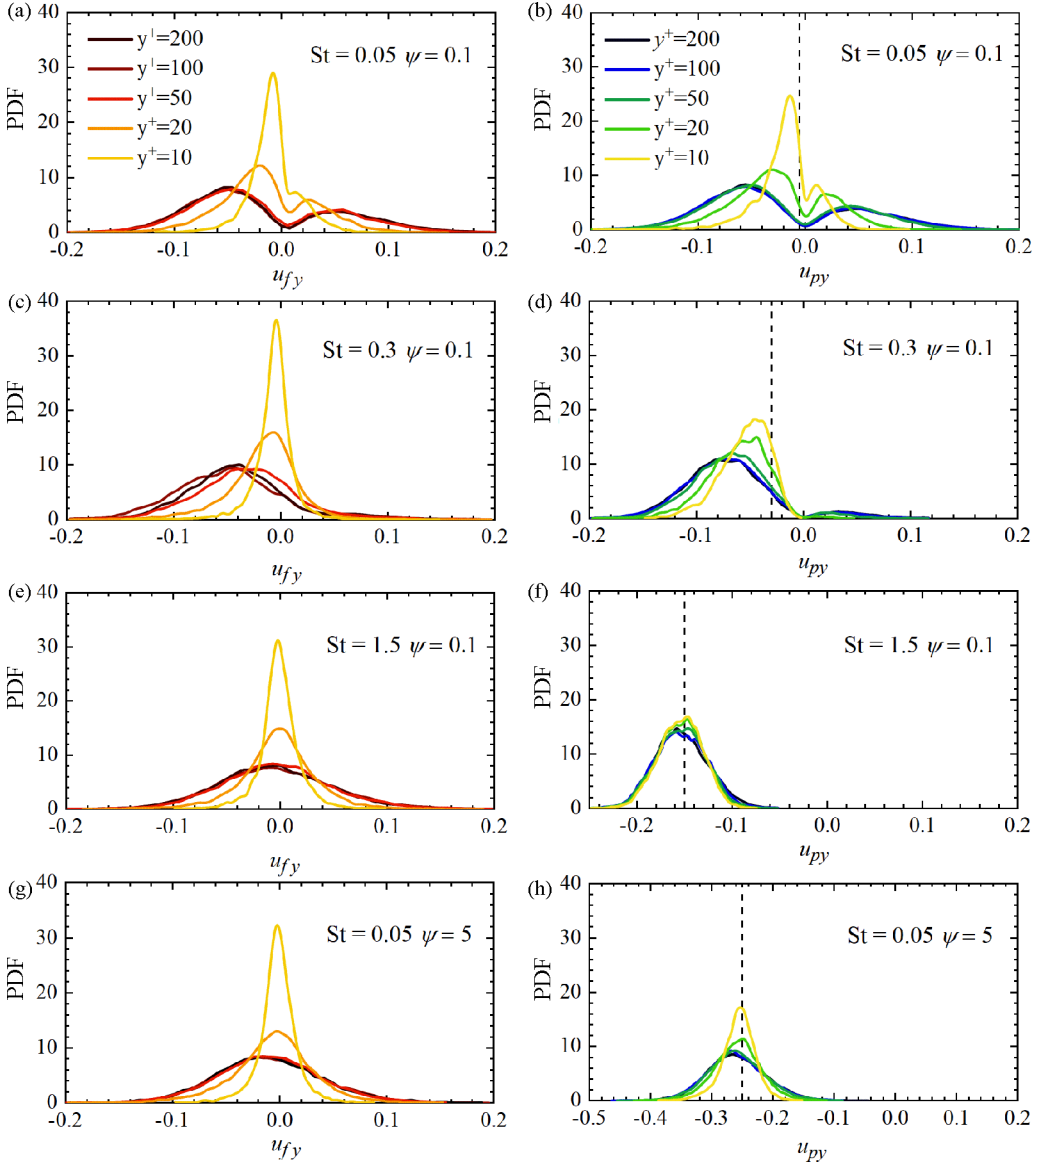 (a)
40
30
20
10
0
PDF
y⁺=200
y⁺=100
y⁺=50
y⁺=20
y⁺=10
St = 0.05 ψ = 0.1
-0.2 -0.1 0.0 0.1 0.2
u_fy
(b)
40
30
20
10
0
PDF
y⁺=200
y⁺=100
y⁺=50
y⁺=20
y⁺=10
St = 0.05 ψ = 0.1
-0.2 -0.1 0.0 0.1 0.2
u_py
(c)
40
30
20
10
0
PDF
St = 0.3 ψ = 0.1
-0.2 -0.1 0.0 0.1 0.2
u_fy
(d)
40
30
20
10
0
PDF
St = 0.3 ψ = 0.1
-0.2 -0.1 0.0 0.1 0.2
u_py
(e)
40
30
20
10
0
PDF
St = 1.5 ψ = 0.1
-0.2 -0.1 0.0 0.1 0.2
u_fy
(f)
40
30
20
10
0
PDF
St = 1.5 ψ = 0.1
-0.2 -0.1 0.0 0.1 0.2
u_py
(g)
40
30
20
10
0
PDF
St = 0.05 ψ = 5
-0.2 -0.1 0.0 0.1 0.2
u_fy
(h)
40
30
20
10
0
PDF
St = 0.05 ψ = 5
-0.5 -0.4 -0.3 -0.2 -0.1 0.0 0.1 0.2
u_py